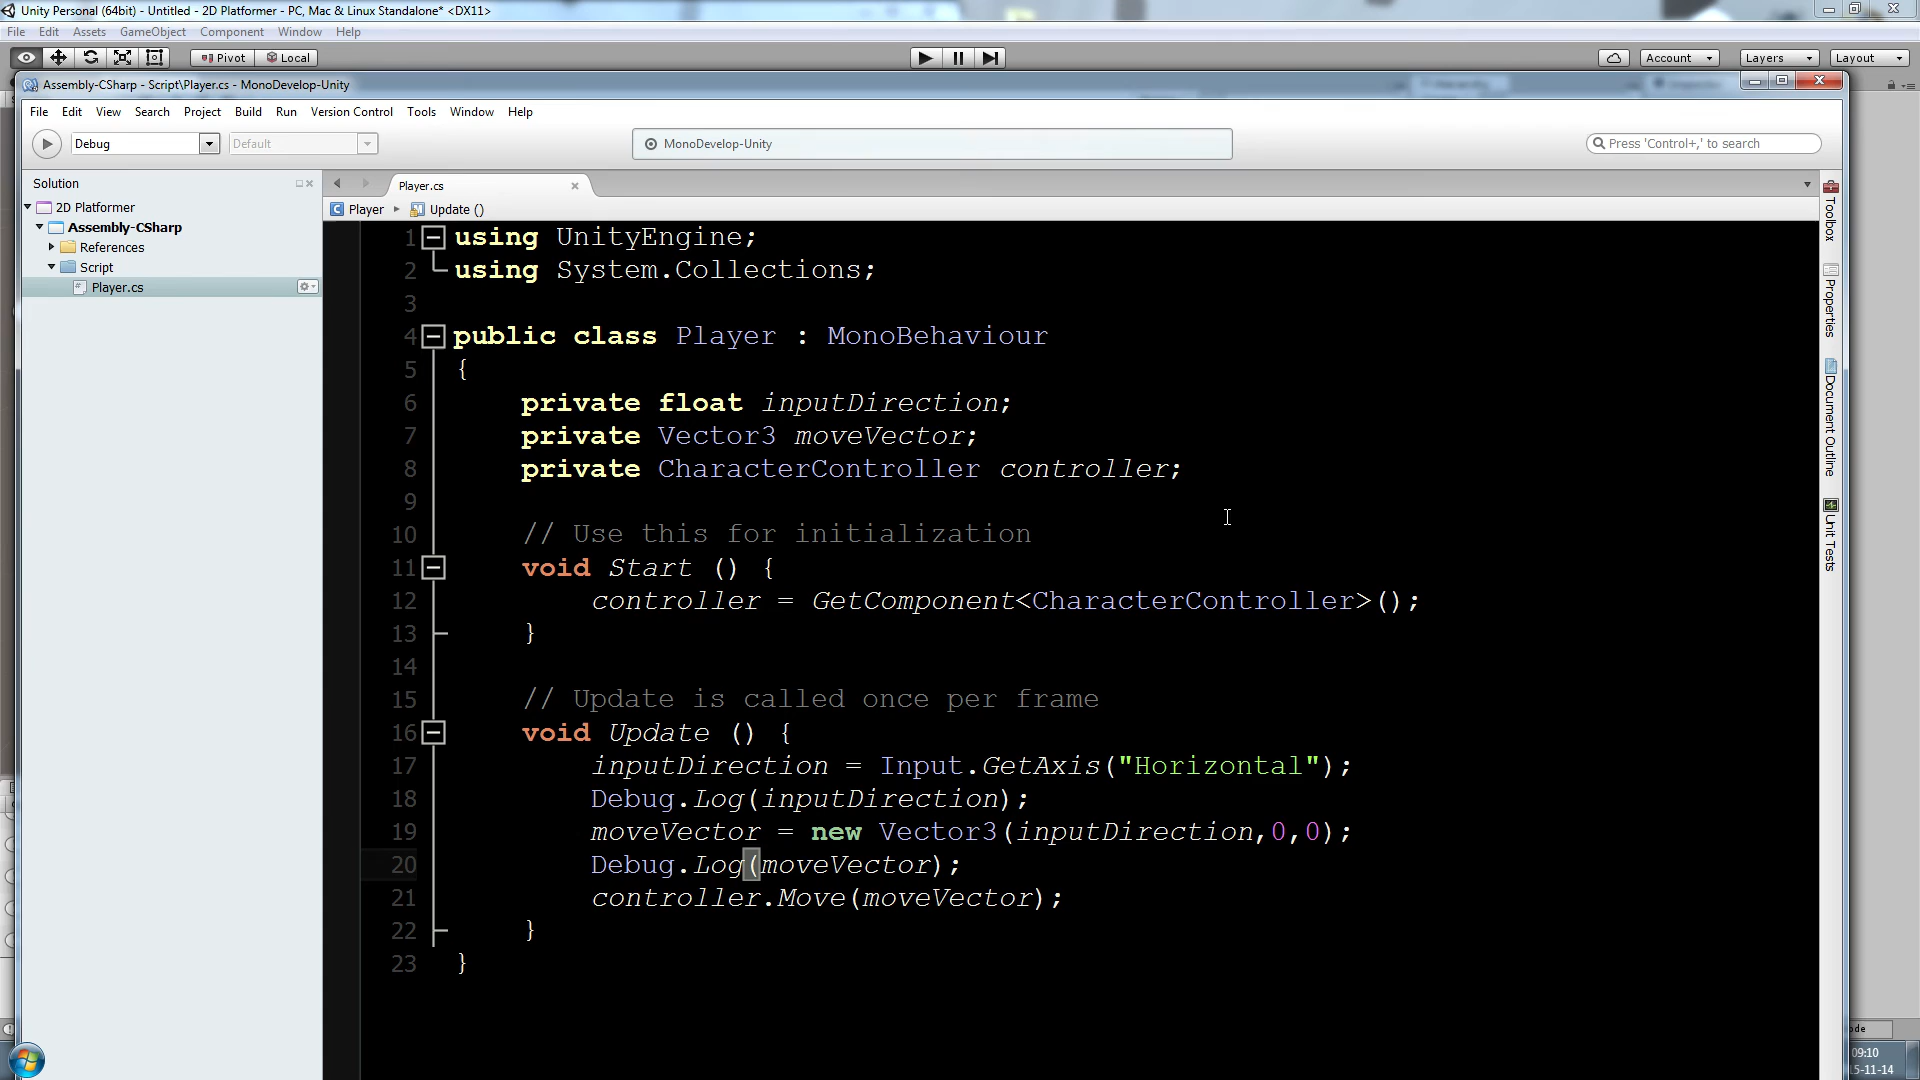 Unity Personal (64bit) - Untitled - 2D Platformer - PC, Mac & Linux Standalone* <DX11>
File Edit Assets GameObject Component Window Help
Pivot Local Account Layers Layout
Assembly-CSharp - Script\Player.cs - MonoDevelop-Unity
File Edit View Search Project Build Run Version Control Tools Window Help
Debug Default MonoDevelop-Unity Press 'Control+,' to search
Solution
2D Platformer
Assembly-CSharp
References
Script
Player.cs
Player.cs
Player Update ()
1 using UnityEngine;
2 using System.Collections;
3
4 public class Player : MonoBehaviour
5 {
6 private float inputDirection;
7 private Vector3 moveVector;
8 private CharacterController controller;
9
10 // Use this for initialization
11 void Start () {
12 controller = GetComponent<CharacterController>();
13 }
14
15 // Update is called once per frame
16 void Update () {
17 inputDirection = Input.GetAxis("Horizontal");
18 Debug.Log(inputDirection);
19 moveVector = new Vector3(inputDirection,0,0);
20 Debug.Log(moveVector);
21 controller.Move(moveVector);
22 }
23 }
Toolbox
Properties
Document Outline
Unit Tests
09:10
15-11-14